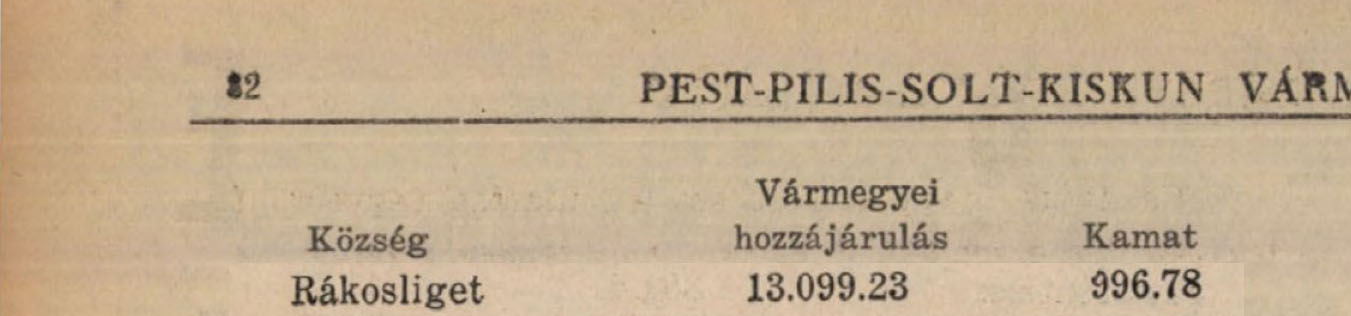 PEST-PILIS-SOLT-KISKUN
Vármegyei
Község hozzájárulás Kamat
Rákosliget 13.099.23 996.78